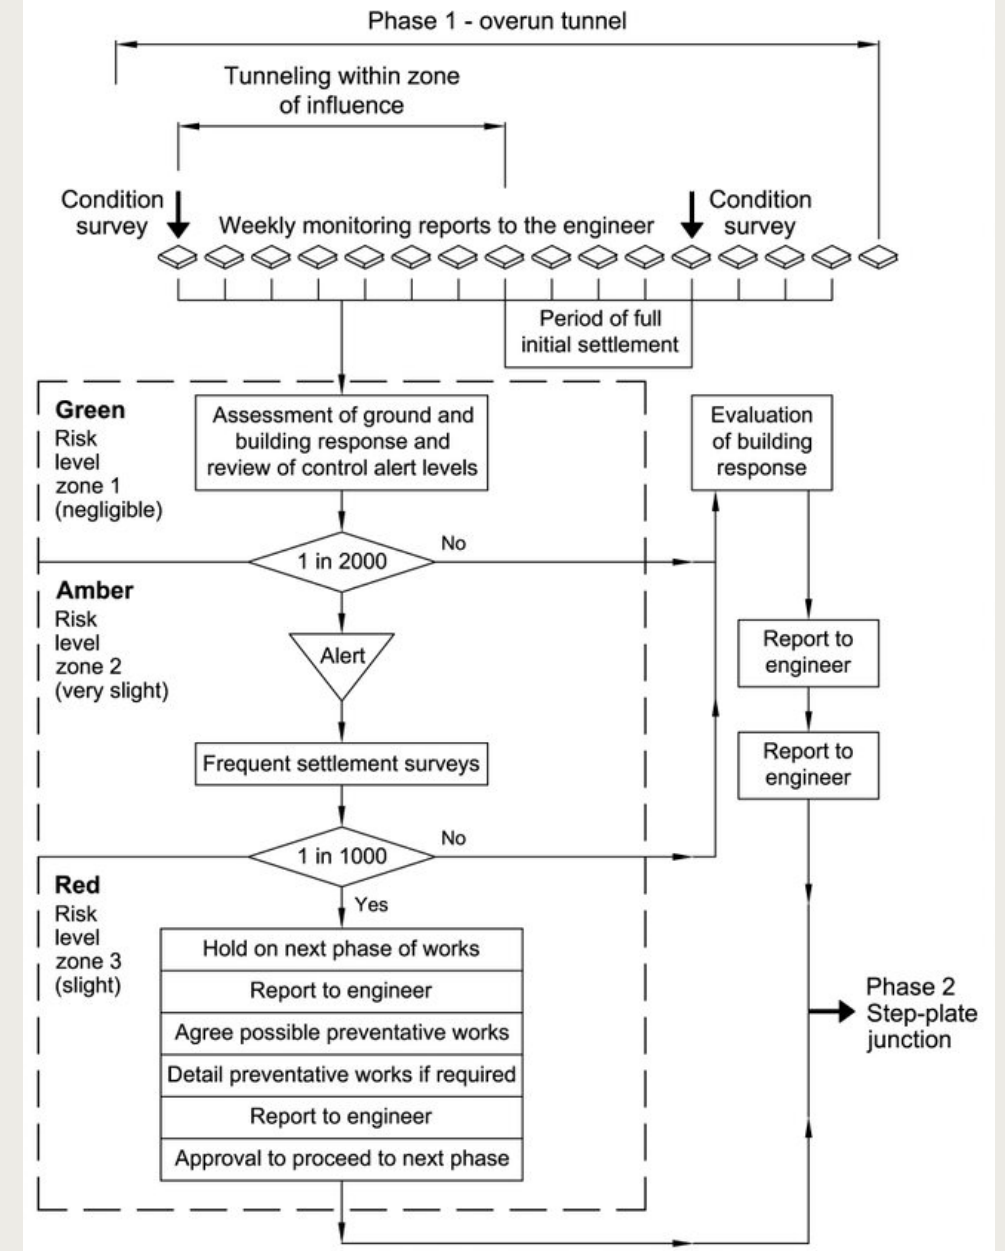 Phase 1 - overun tunnel
Tunneling within zone
of influence
Condition
survey
Weekly monitoring reports to the engineer
Condition
survey
Period of full
initial settlement
Green
Risk
level
zone 1
(negligible)
Assessment of ground and
building response and
review of control alert levels
Evaluation
of building
response
1 in 2000
No
Amber
Risk
level
zone 2
(very slight)
Alert
Report to
engineer
Frequent settlement surveys
Report to
engineer
1 in 1000
No
Yes
Red
Risk
level
zone 3
(slight)
Hold on next phase of works
Report to engineer
Agree possible preventative works
Detail preventative works if required
Report to engineer
Approval to proceed to next phase
Phase 2
Step-plate
junction